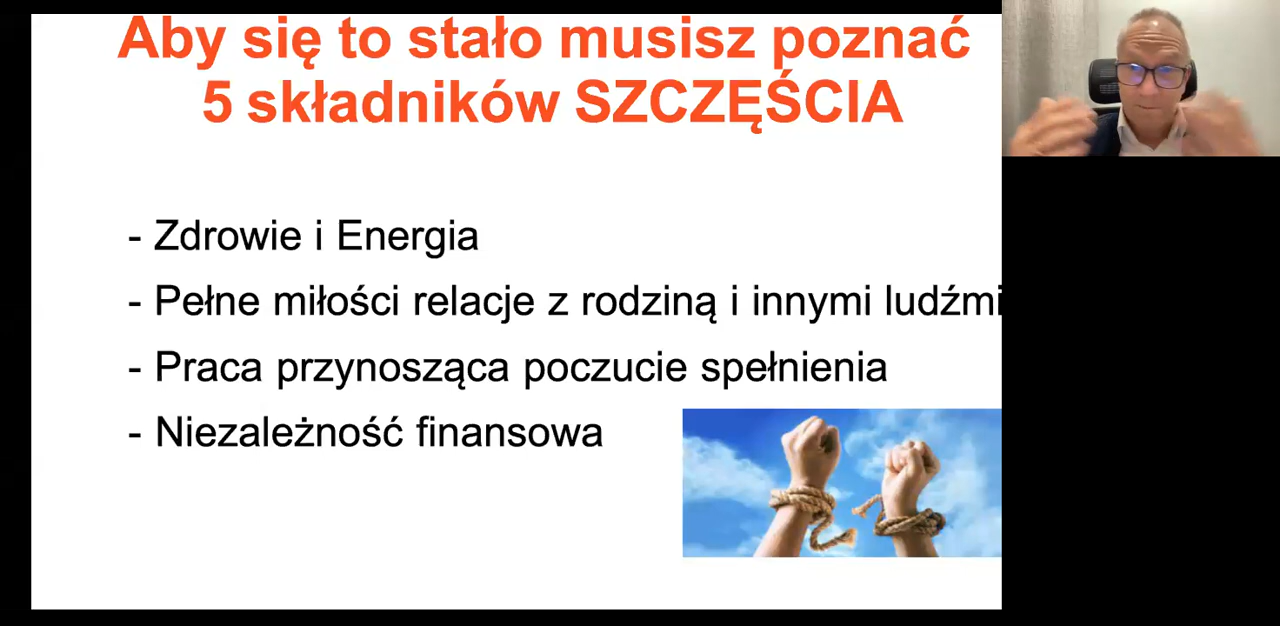 Aby się to stało musisz poznać
5 składników SZCZĘŚCIA
- Zdrowie i Energia
- Pełne miłości relacje z rodziną i innymi ludźmi
- Praca przynosząca poczucie spełnienia
- Niezależność finansowa